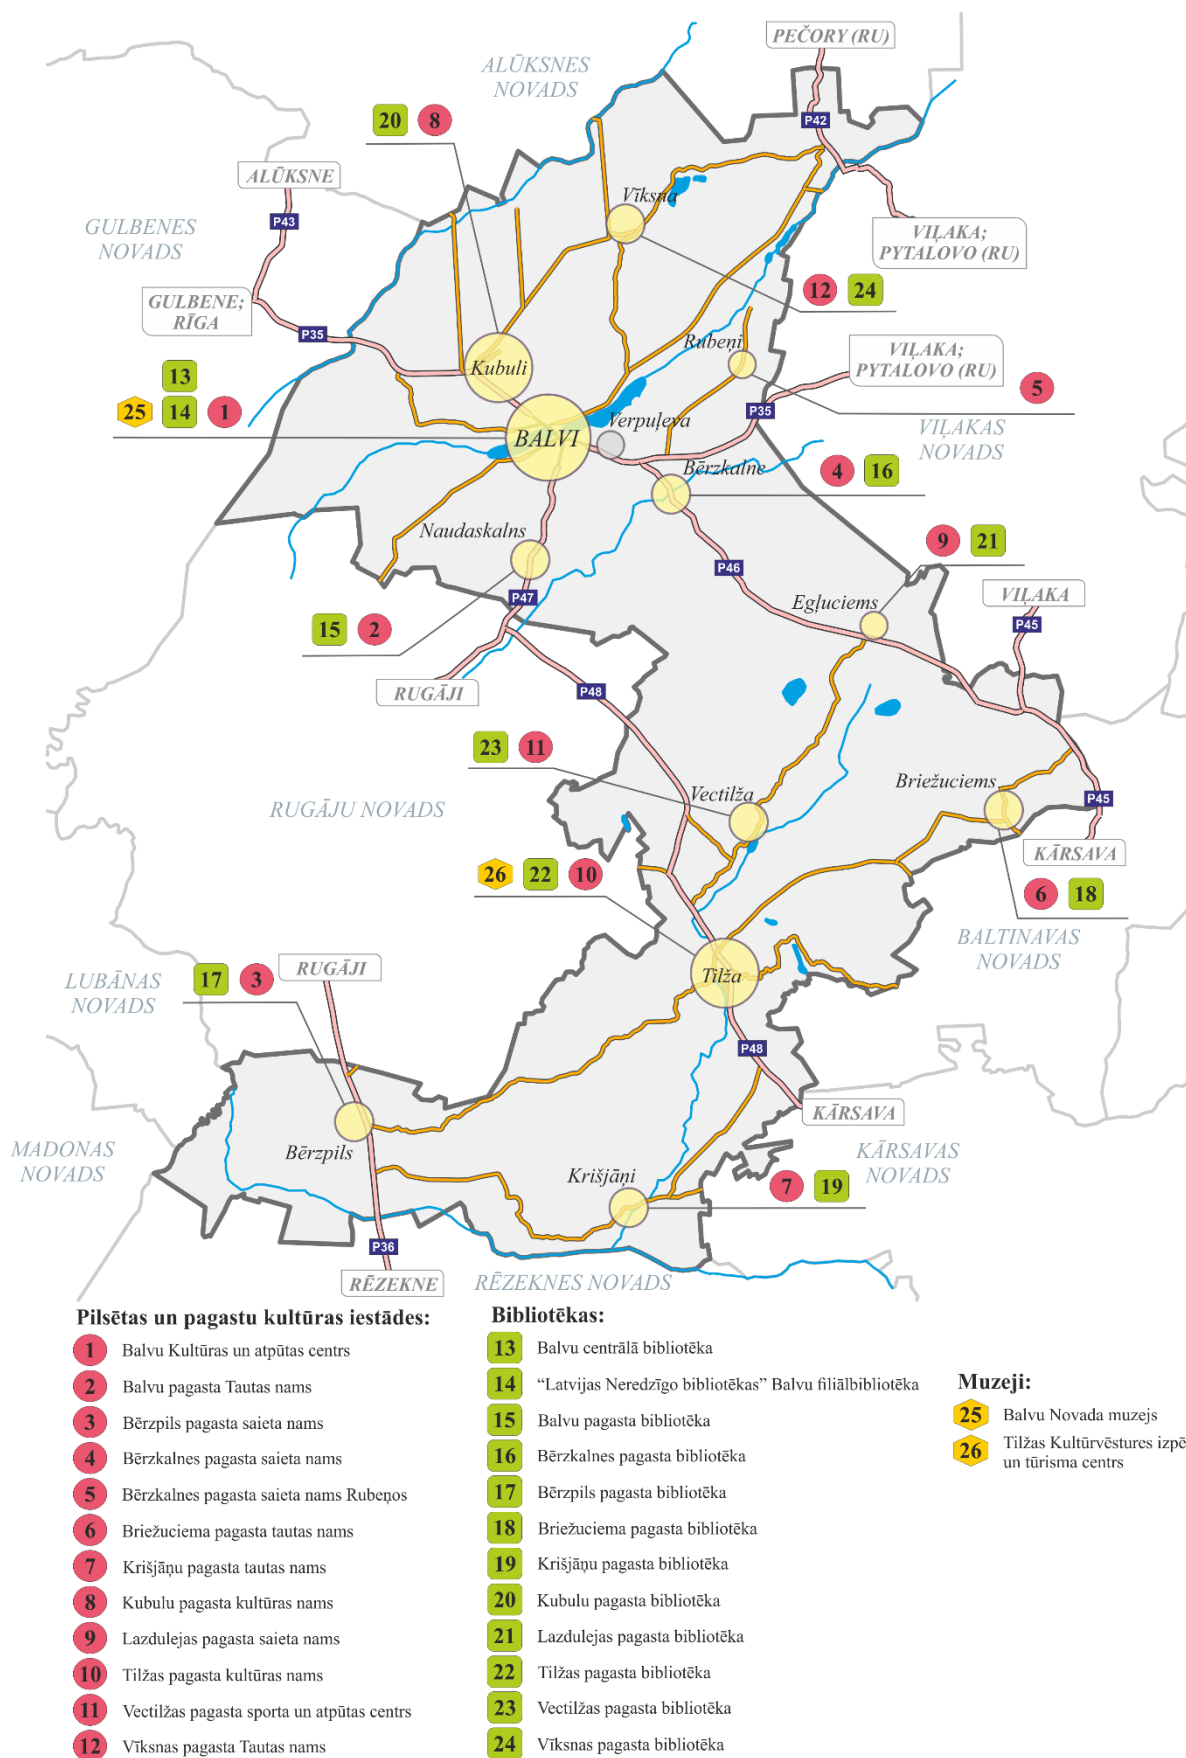 PEČORY (RU)
ALŪKSNES
NOVADS
P42
20 8
ALŪKSNE
Vīksna
P43
GULBENES
NOVADS
VIĻAKA;
PYTALOVO (RU)
12 24
GULBENE;
RĪGA
P35
Rubeņi
VIĻAKA;
PYTALOVO (RU)
Kubuli
13
5
25 14 1
P35
Verpuļeva
VIĻAKAS
NOVADS
BALVI
Bērzkalne
4 16
Naudaskalns
9 21
P46
VIĻAKA
P47
Egļuciems
P45
15 2
RUGĀJI
P48
23 11
Briežuciems
Vectilža
P45
RUGĀJU NOVADS
KĀRSAVA
26 22 10
6 18
BALTINAVAS
NOVADS
RUGĀJI
LUBĀNAS
NOVADS
17 3
Tilža
P48
KĀRSAVA
MADONAS
NOVADS
Bērzpils
KĀRSAVAS
NOVADS
Krišjāņi
7 19
P36
RĒZEKNE
RĒZEKNES NOVADS
Pilsētas un pagastu kultūras iestādes:
1 Balvu Kultūras un atpūtas centrs
2 Balvu pagasta Tautas nams
3 Bērzpils pagasta saieta nams
4 Bērzkalnes pagasta saieta nams
5 Bērzkalnes pagasta saieta nams Rubeņos
6 Briežuciema pagasta tautas nams
7 Krišjāņu pagasta tautas nams
8 Kubulu pagasta kultūras nams
9 Lazdulejas pagasta saieta nams
10 Tilžas pagasta kultūras nams
11 Vectilžas pagasta sporta un atpūtas centrs
12 Vīksnas pagasta Tautas nams
Bibliotēkas:
13 Balvu centrālā bibliotēka
14 “Latvijas Neredzīgo bibliotēkas” Balvu filiālbibliotēka
15 Balvu pagasta bibliotēka
16 Bērzkalnes pagasta bibliotēka
17 Bērzpils pagasta bibliotēka
18 Briežuciema pagasta bibliotēka
19 Krišjāņu pagasta bibliotēka
20 Kubulu pagasta bibliotēka
21 Lazdulejas pagasta bibliotēka
22 Tilžas pagasta bibliotēka
23 Vectilžas pagasta bibliotēka
24 Vīksnas pagasta bibliotēka
Muzeji:
25 Balvu Novada muzejs
26 Tilžas Kultūrvēstures izpē
un tūrisma centrs